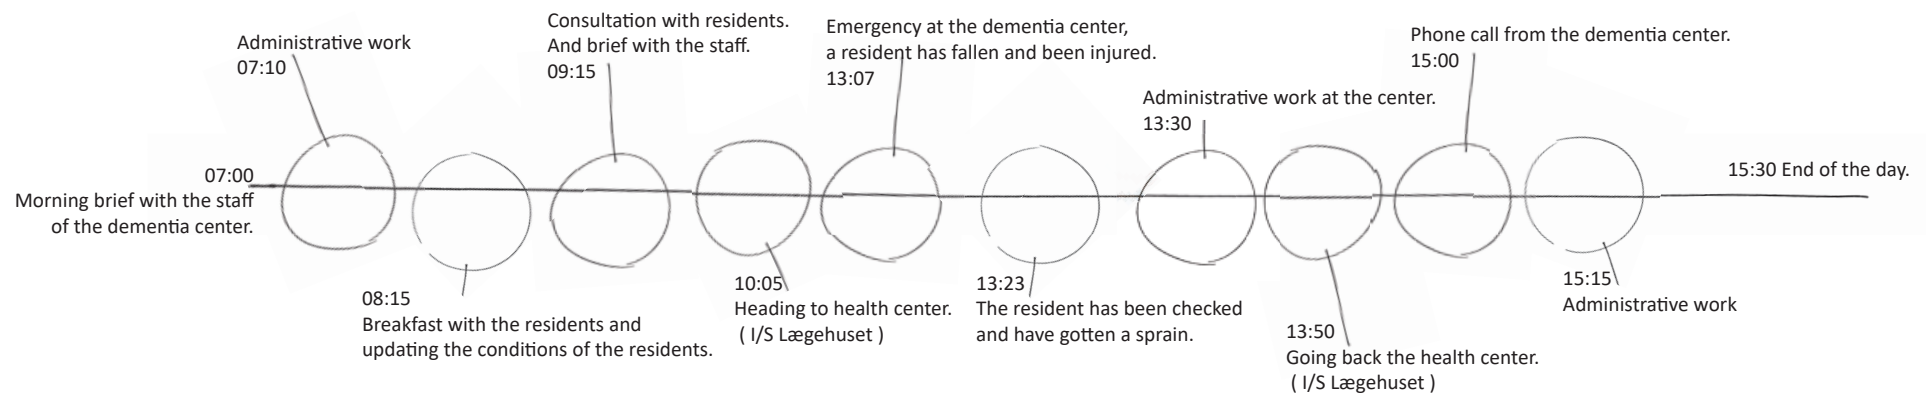 07:00
Morning brief with the staff
of the dementia center.
Administrative work
07:10
08:15
Breakfast with the residents and
updating the conditions of the residents.
Consultation with residents.
And brief with the staff.
09:15
10:05
Heading to health center.
( I/S Lægehuset )
Emergency at the dementia center,
a resident has fallen and been injured.
13:07
13:23
The resident has been checked
and have gotten a sprain.
Administrative work at the center.
13:30
13:50
Going back the health center.
( I/S Lægehuset )
Phone call from the dementia center.
15:00
15:15
Administrative work
15:30 End of the day.